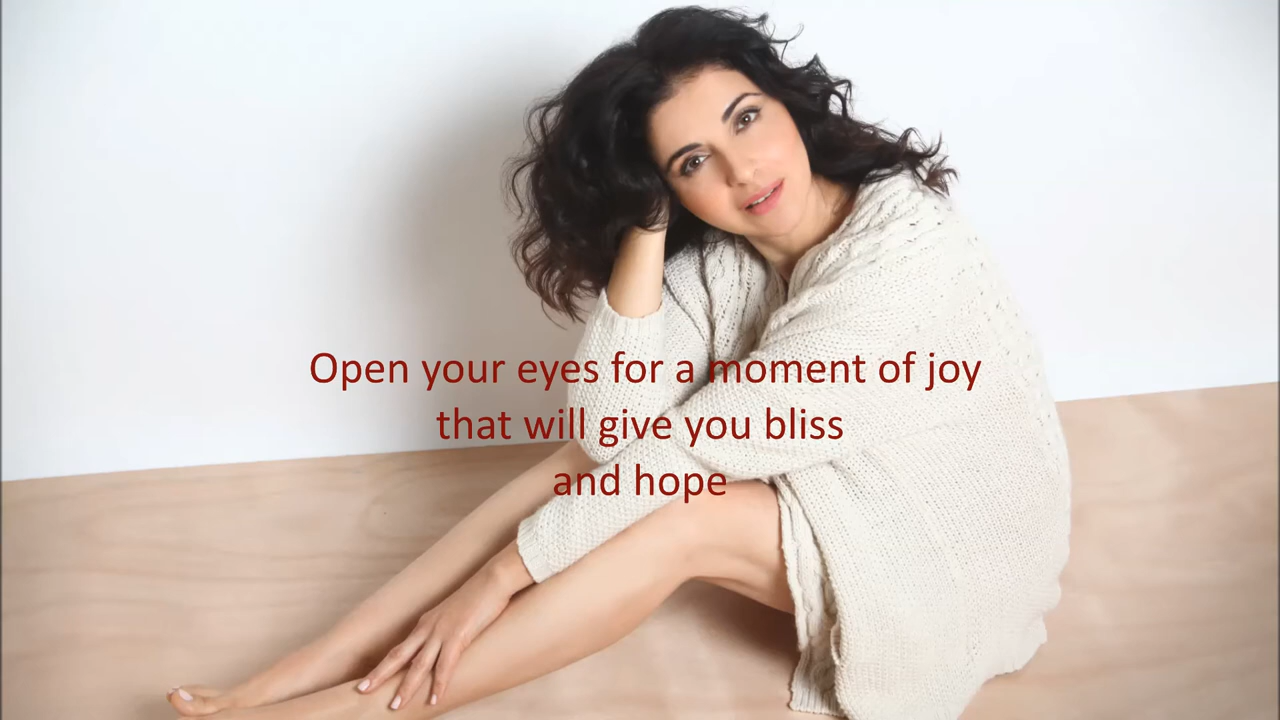 Open your eyes for a moment of joy
that will give you bliss
and hope